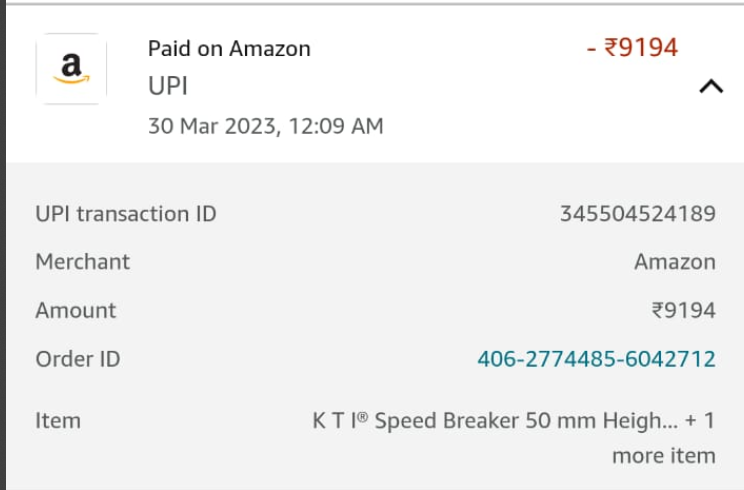 a
Paid on Amazon
- ₹9194
UPI
30 Mar 2023, 12:09 AM
UPI transaction ID 345504524189
Merchant Amazon
Amount ₹9194
Order ID 406-2774485-6042712
Item K T I® Speed Breaker 50 mm Heigh... + 1
more item